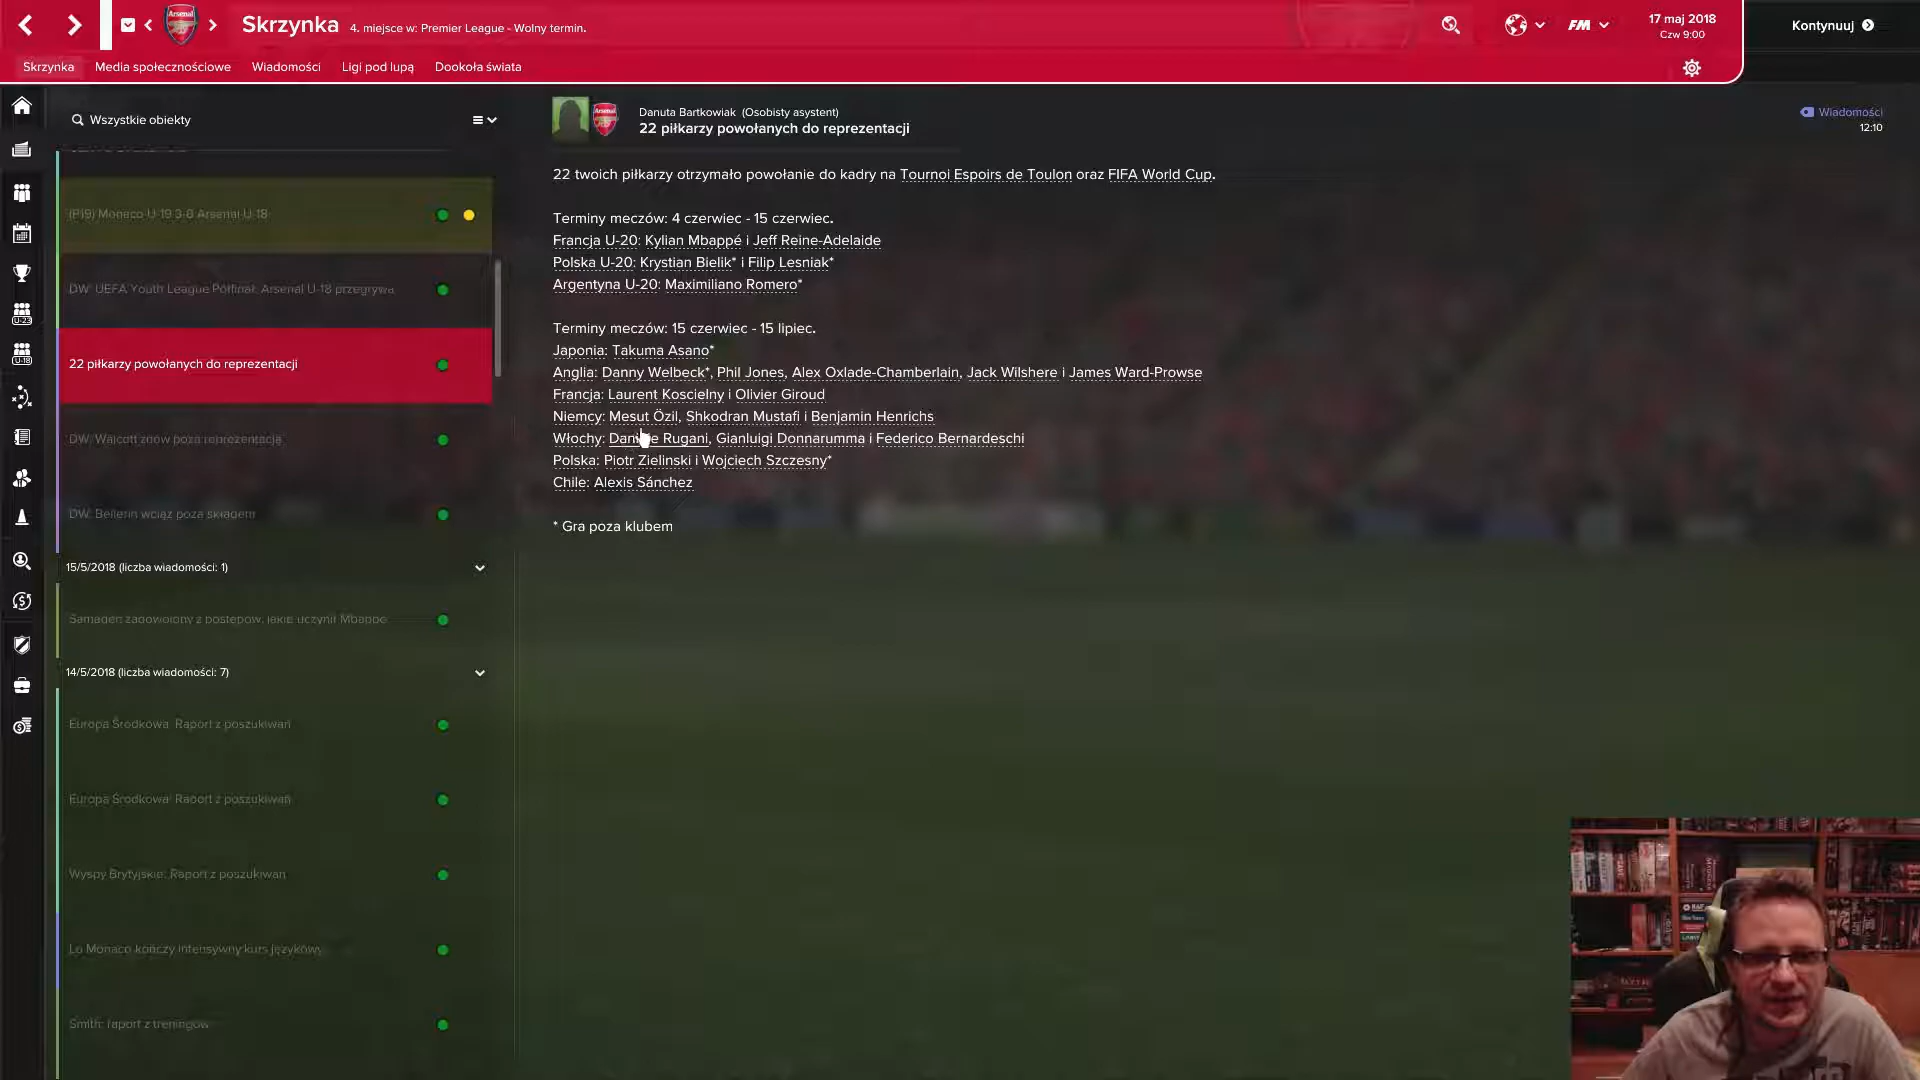 Skrzynka
4. miejsce w: Premier League - Wolny termin.
FM
17 maj 2018
Czw 9:00
Kontynuuj
Skrzynka
Media społecznościowe
Wiadomości
Ligi pod lupą
Dookoła świata
Wszystkie obiekty
(P19) Monaco U-19 3-0 Arsenal U-18
DW: UEFA Youth League Półfinał: Arsenal U-18 przegrywa
22 piłkarzy powołanych do reprezentacji
DW: Walcott znów poza reprezentacją
DW: Bellerin wciąż poza składem
15/5/2018 (liczba wiadomości: 1)
Samaden zadowolony z postępów, jakie uczynił Mbappé
14/5/2018 (liczba wiadomości: 7)
Europa Środkowa: Raport z poszukiwań
Europa Środkowa: Raport z poszukiwań
Wyspy Brytyjskie: Raport z poszukiwań
Lo Monaco kończy intensywny kurs językowy
Smith: raport z treningów
U-23
U-18
Arsenal
Danuta Bartkowiak (Osobisty asystent)
22 piłkarzy powołanych do reprezentacji
Wiadomości
12:10
22 twoich piłkarzy otrzymało powołanie do kadry na Tournoi Espoirs de Toulon oraz FIFA World Cup.
Terminy meczów: 4 czerwiec - 15 czerwiec.
Francja U-20: Kylian Mbappé i Jeff Reine-Adelaide
Polska U-20: Krystian Bielik* i Filip Lesniak*
Argentyna U-20: Maximiliano Romero*
Terminy meczów: 15 czerwiec - 15 lipiec.
Japonia: Takuma Asano*
Anglia: Danny Welbeck*, Phil Jones, Alex Oxlade-Chamberlain, Jack Wilshere i James Ward-Prowse
Francja: Laurent Koscielny i Olivier Giroud
Niemcy: Mesut Özil, Shkodran Mustafi i Benjamin Henrichs
Włochy: Daniele Rugani, Gianluigi Donnarumma i Federico Bernardeschi
Polska: Piotr Zielinski i Wojciech Szczesny*
Chile: Alexis Sánchez
* Gra poza klubem